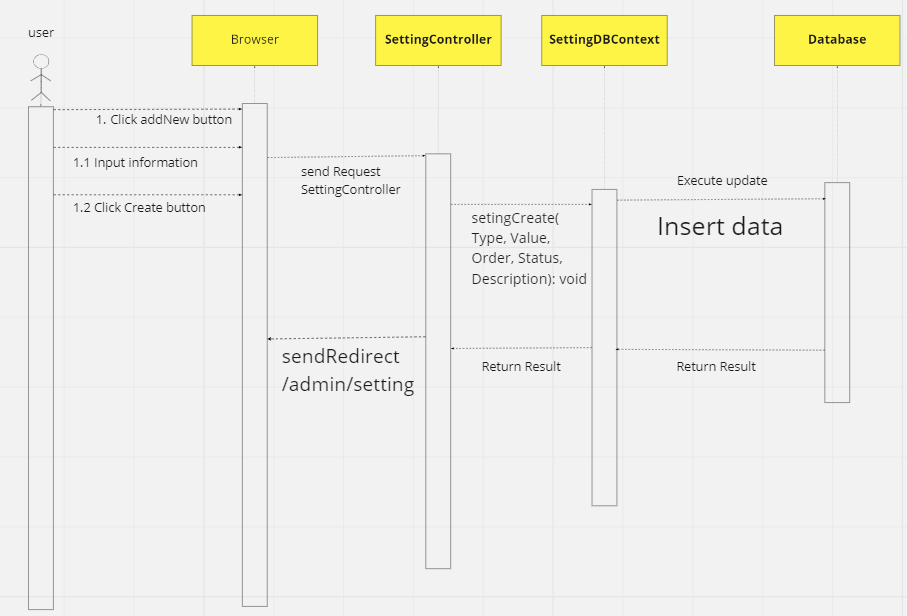 user
Browser
SettingController
SettingDBContext
Database
1. Click addNew button
1.1 Input information
1.2 Click Create button
send Request
SettingController
setingCreate(
Type, Value,
Order, Status,
Description): void
Execute update
Insert data
sendRedirect
/admin/setting
Return Result
Return Result